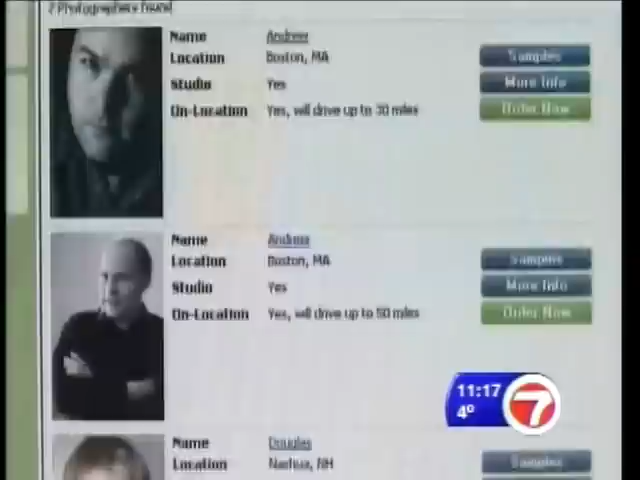 7 Photographers found
Name Andrew
Location Boston, MA
Studio Yes
On-Location Yes, will drive up to 30 miles
Samples
More Info
Order Now
Name Andrew
Location Boston, MA
Studio Yes
On-Location Yes, will drive up to 50 miles
Samples
More Info
Order Now
11:17
4°
7
Name Douglas
Location Nashua, NH
Samples